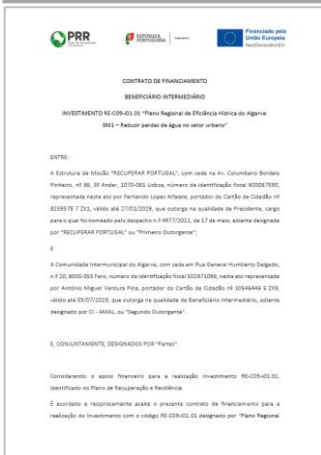 PRR
REPÚBLICA
PORTUGUESA
Financiado pela
União Europeia
NextGenerationEU
CONTRATO DE FINANCIAMENTO
BENEFICIÁRIO INTERMEDIÁRIO
INVESTIMENTO RE-C09-i01.01 "Plano Regional de Eficiência Hídrica do Algarve:
SM1 – Reduzir perdas de água no setor urbano"
ENTRE:
A Estrutura de Missão "RECUPERAR PORTUGAL", com sede na Av. Columbano Bordalo
Pinheiro, nº 86, 3º Andar, 1070-065 Lisboa, número de identificação fiscal 600087590,
representada neste ato por Fernando Lopes Alfaiate, portador do Cartão de Cidadão nº
8259378 7 ZX1, válido até 27/01/2029, que outorga na qualidade de Presidente, cargo
para o qual foi nomeado pelo despacho n.º 4977/2021, de 17 de maio, adiante designada
por "RECUPERAR PORTUGAL" ou "Primeiro Outorgante";
E
A Comunidade Intermunicipal do Algarve, com sede em Rua General Humberto Delgado,
n.º 20, 8000-355 Faro, número de identificação fiscal 502971096, neste ato representada
por António Miguel Ventura Pina, portador do Cartão de Cidadão nº 10546446 5 ZX9,
válido até 03/07/2029, que outorga na qualidade de Beneficiário Intermediário, adiante
designado por CI - AMAL, ou "Segundo Outorgante".
E, CONJUNTAMENTE, DESIGNADOS POR "Partes".
Considerando o apoio financeiro para a realização investimento RE-C09-i01.01,
identificado no Plano de Recuperação e Resiliência.
É acordado e reciprocamente aceite o presente contrato de financiamento para a
realização do Investimento com o código RE-C09-i01.01 designado por "Plano Regional